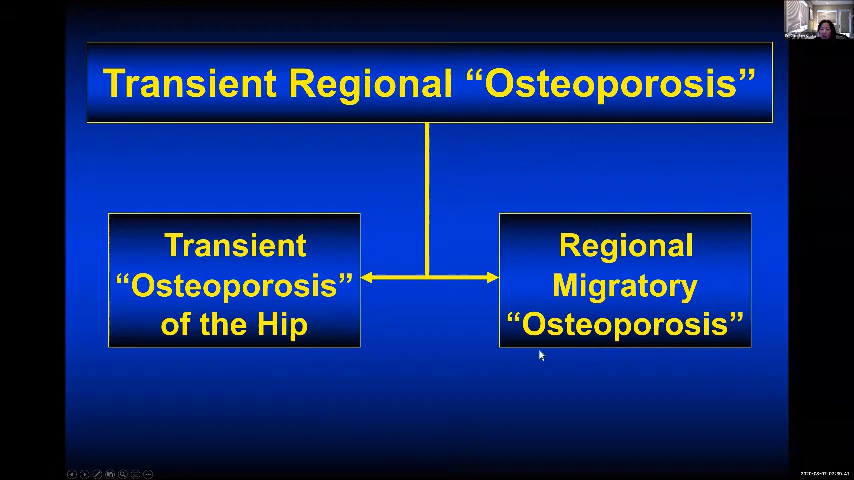 Transient Regional “Osteoporosis”
Transient
“Osteoporosis”
of the Hip
Regional
Migratory
“Osteoporosis”